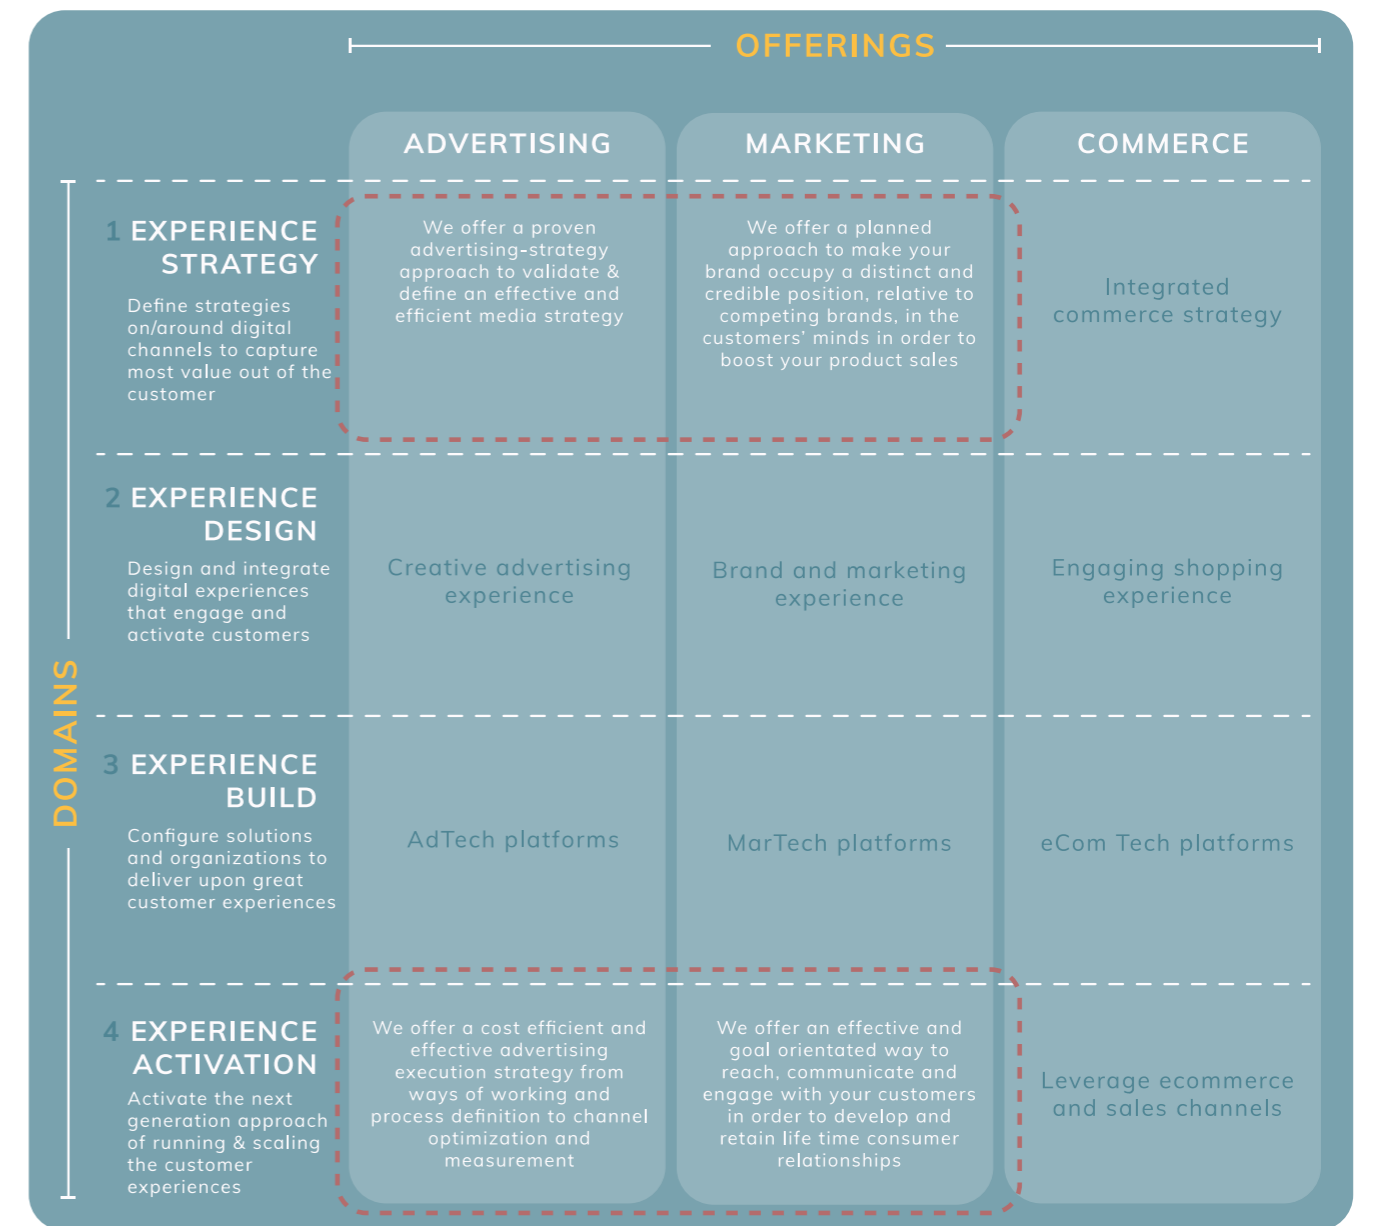 OFFERINGS
ADVERTISING
MARKETING
COMMERCE
DOMAINS
1 EXPERIENCE
STRATEGY
Define strategies
on/around digital
channels to capture
most value out of the
customer
We offer a proven
advertising-strategy
approach to validate &
define an effective and
efficient media strategy
We offer a planned
approach to make your
brand occupy a distinct and
credible position, relative to
competing brands, in the
customers’ minds in order to
boost your product sales
Integrated
commerce strategy
2 EXPERIENCE
DESIGN
Design and integrate
digital experiences
that engage and
activate customers
Creative advertising
experience
Brand and marketing
experience
Engaging shopping
experience
3 EXPERIENCE
BUILD
Configure solutions
and organizations to
deliver upon great
customer experiences
AdTech platforms
MarTech platforms
eCom Tech platforms
4 EXPERIENCE
ACTIVATION
Activate the next
generation approach
of running & scaling
the customer
experiences
We offer a cost efficient and
effective advertising
execution strategy from
ways of working and
process definition to channel
optimization and
measurement
We offer an effective and
goal orientated way to
reach, communicate and
engage with your customers
in order to develop and
retain life time consumer
relationships
Leverage ecommerce
and sales channels